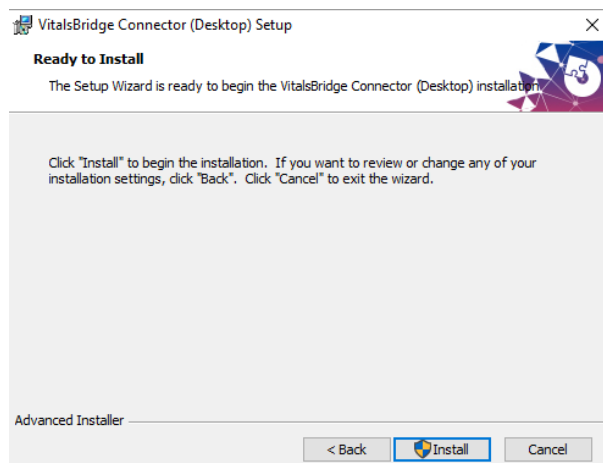 VitalsBridge Connector (Desktop) Setup
Ready to Install
The Setup Wizard is ready to begin the VitalsBridge Connector (Desktop) installation
Click "Install" to begin the installation.  If you want to review or change any of your
installation settings, click "Back".  Click "Cancel" to exit the wizard.
Advanced Installer
< Back
Install
Cancel